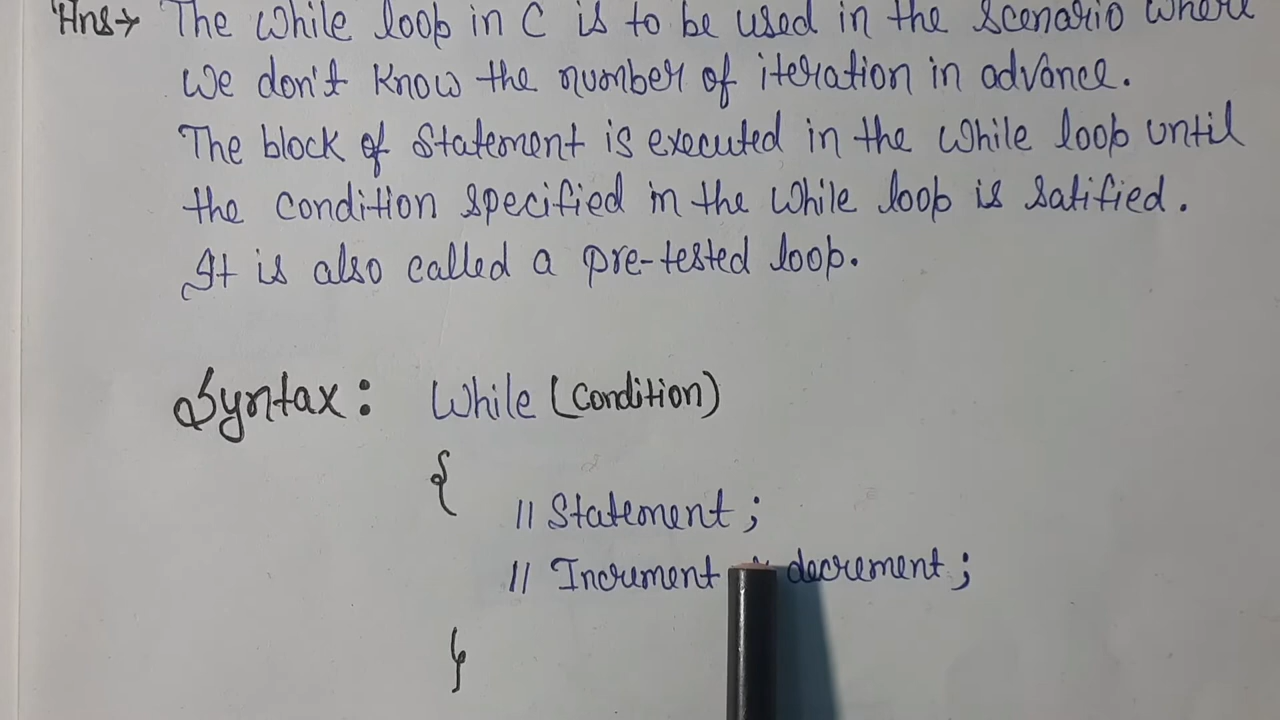 Ans→ The while loop in C is to be used in the scenario where
we don't know the number of iteration in advance.
The block of statement is executed in the while loop until
the condition specified in the while loop is satified.
It is also called a pre-tested loop.
Syntax: While (Condition)
{
// Statement;
// Increment decrement;
}